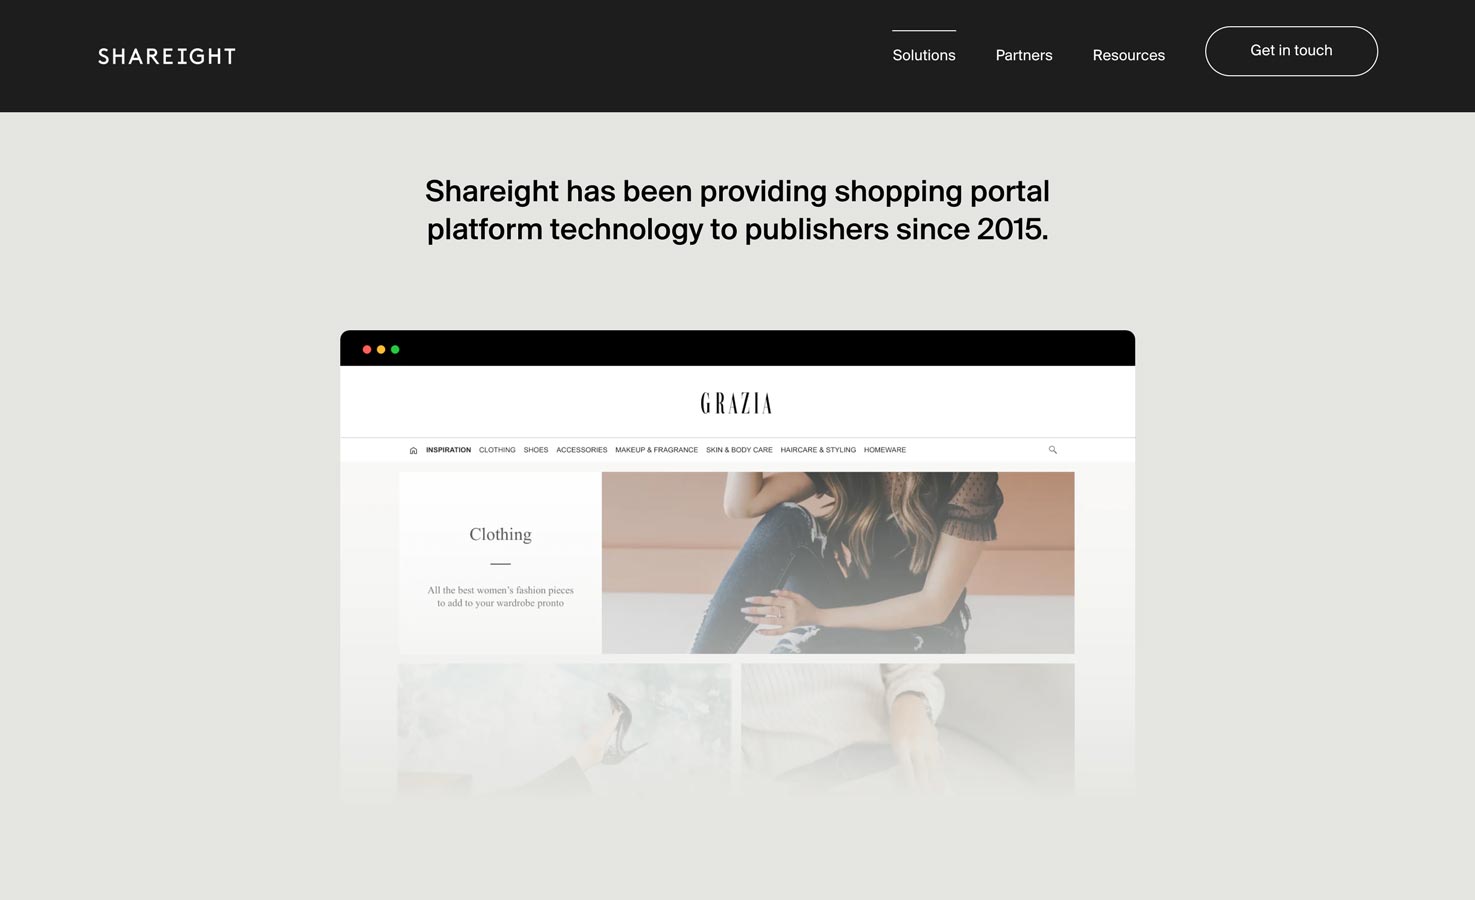 SHAREIGHT
Solutions
Partners
Resources
Get in touch
Shareight has been providing shopping portal
platform technology to publishers since 2015.
GRAZIA
INSPIRATION CLOTHING SHOES ACCESSORIES MAKEUP & FRAGRANCE SKIN & BODY CARE HAIRCARE & STYLING HOMEWARE
Clothing
All the best women's fashion pieces
to add to your wardrobe pronto